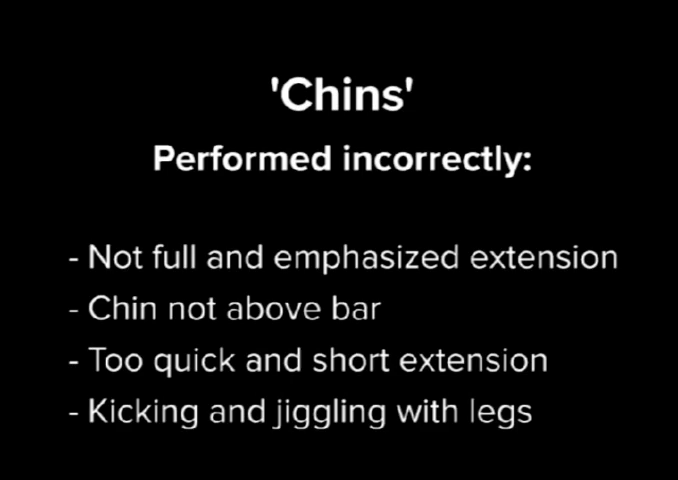 'Chins'
Performed incorrectly:
- Not full and emphasized extension
- Chin not above bar
- Too quick and short extension
- Kicking and jiggling with legs